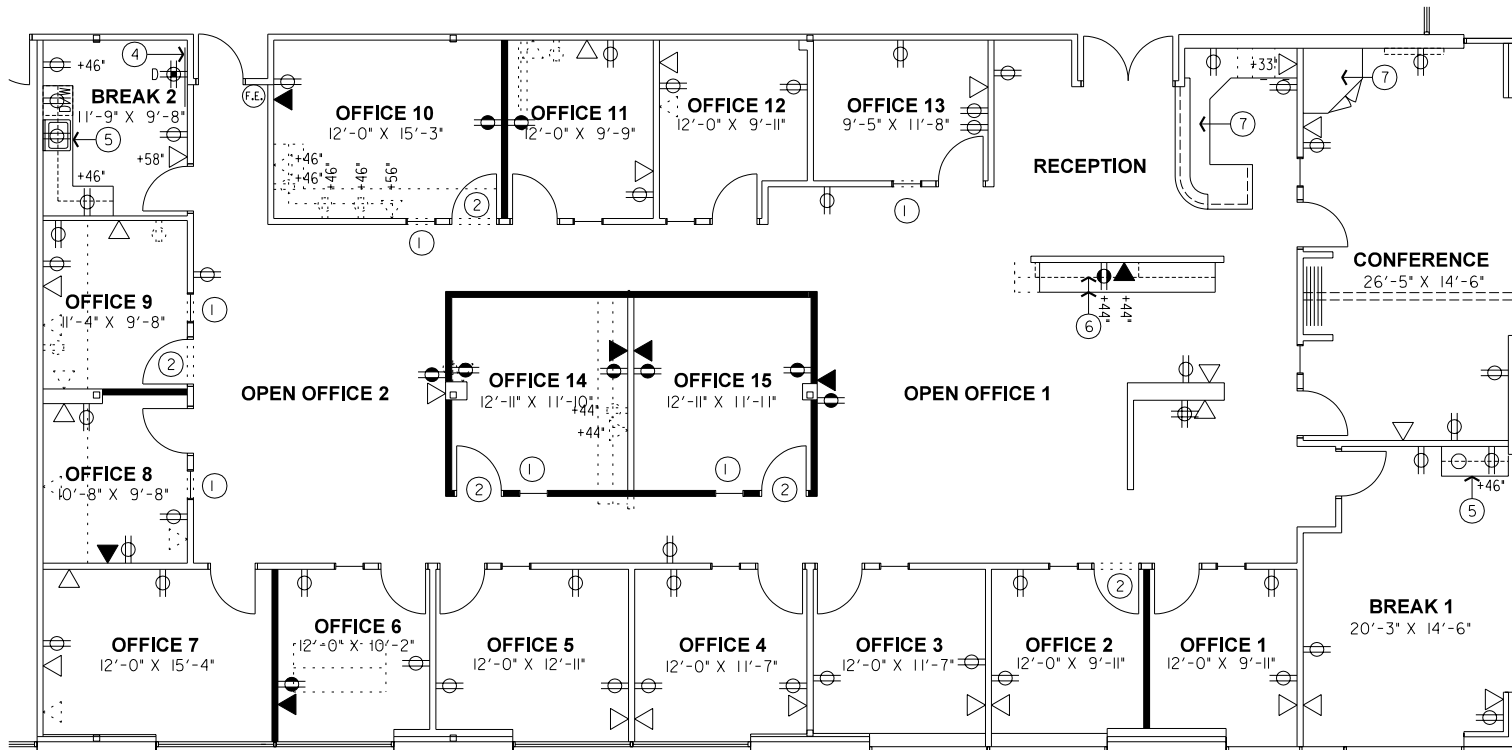 4
+46"
D
BREAK 2
11'-9" X 9'-8"
5
+58"
+46"
F.E.
OFFICE 10
12'-0" X 15'-3"
+46"
+46"
+46"
+46"
+56"
2
1
OFFICE 11
12'-0" X 9'-9"
OFFICE 12
12'-0" X 9'-11"
OFFICE 13
9'-5" X 11'-8"
1
RECEPTION
7
+33"
7
CONFERENCE
26'-5" X 14'-6"
OFFICE 9
11'-4" X 9'-8"
1
2
6
+44"
+44"
OPEN OFFICE 2
OFFICE 14
12'-11" X 11'-10"
+44"
+44"
1
2
OFFICE 15
12'-11" X 11'-11"
1
2
OPEN OFFICE 1
OFFICE 8
10'-8" X 9'-8"
1
+46"
5
OFFICE 7
12'-0" X 15'-4"
OFFICE 6
12'-0" X 10'-2"
OFFICE 5
12'-0" X 12'-11"
OFFICE 4
12'-0" X 11'-7"
OFFICE 3
12'-0" X 11'-7"
OFFICE 2
12'-0" X 9'-11"
2
OFFICE 1
12'-0" X 9'-11"
BREAK 1
20'-3" X 14'-6"